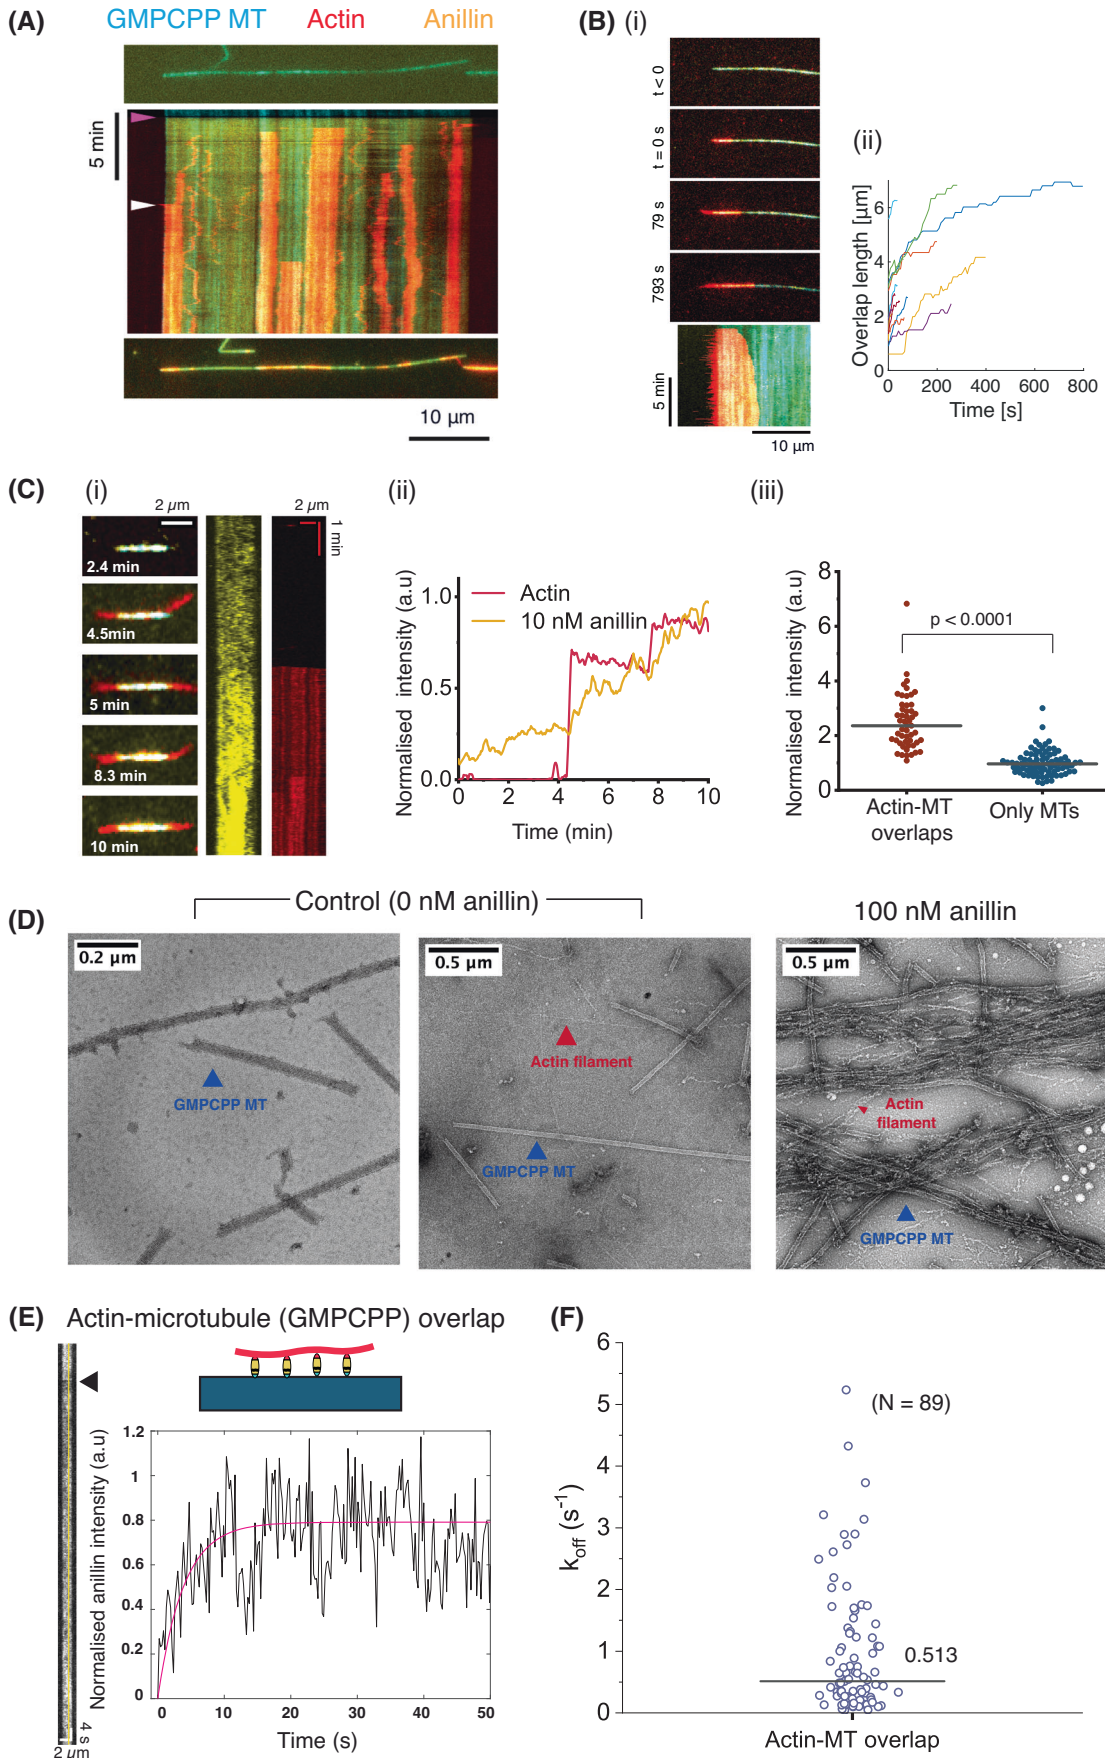 (A)
GMPCPP MT Actin Anillin
5 min
10 µm
(B) (i)
t < 0
t = 0 s
79 s
793 s
5 min
10 µm
(ii)
Overlap length [µm]
6
4
2
0
0 200 400 600 800
Time [s]
(C) (i)
2 µm
2.4 min
4.5min
5 min
8.3 min
10 min
2 µm
1 min
(ii)
Normalised intensity (a.u)
1.0
0.5
0.0
Actin
10 nM anillin
0 2 4 6 8 10
Time (min)
(iii)
Normalised intensity (a.u)
8
6
4
2
0
p < 0.0001
Actin-MT
overlaps
Only MTs
(D)
Control (0 nM anillin)
100 nM anillin
0.2 µm
GMPCPP MT
0.5 µm
Actin filament
GMPCPP MT
0.5 µm
Actin
filament
GMPCPP MT
(E) Actin-microtubule (GMPCPP) overlap
4 s
2 µm
Normalised anillin intensity (a.u)
1.2
1
0.8
0.6
0.4
0.2
0
0 10 20 30 40 50
Time (s)
(F)
koff (s-1)
6
5
4
3
2
1
0
(N = 89)
0.513
Actin-MT overlap